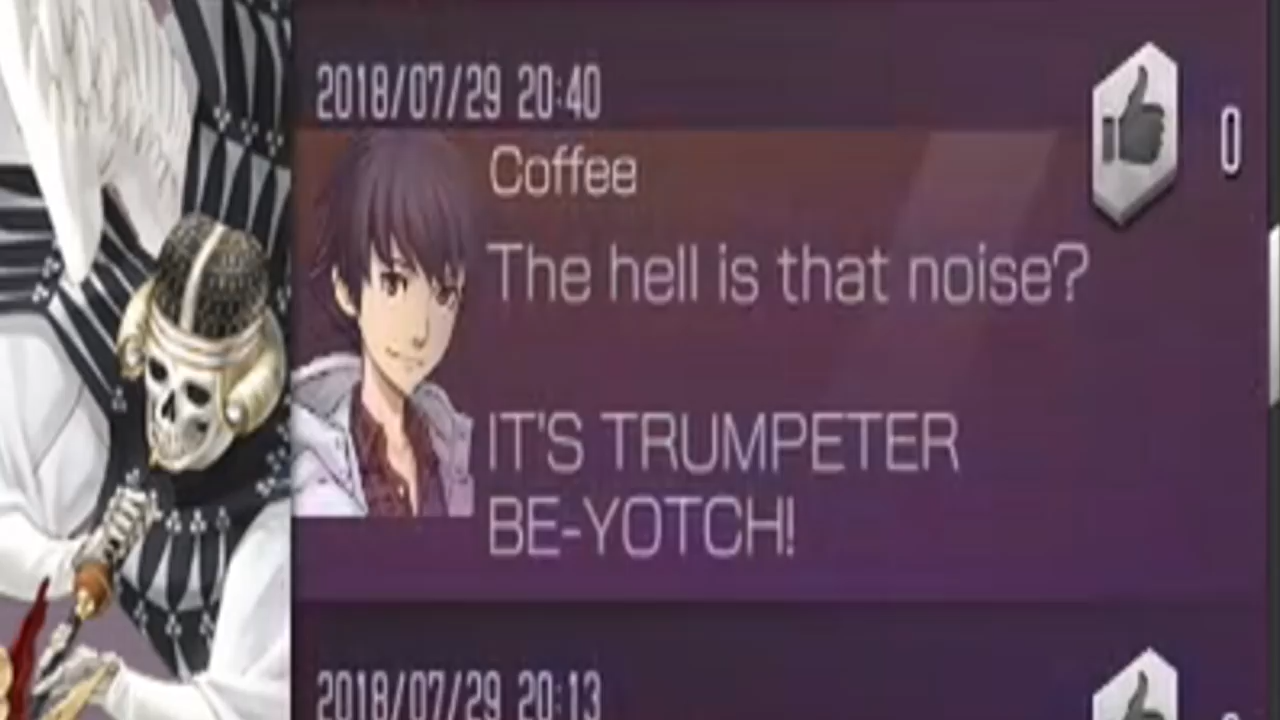 2018/07/29 20:40
0
Coffee
The hell is that noise?
IT'S TRUMPETER
BE-YOTCH!
2018/07/29 20:13